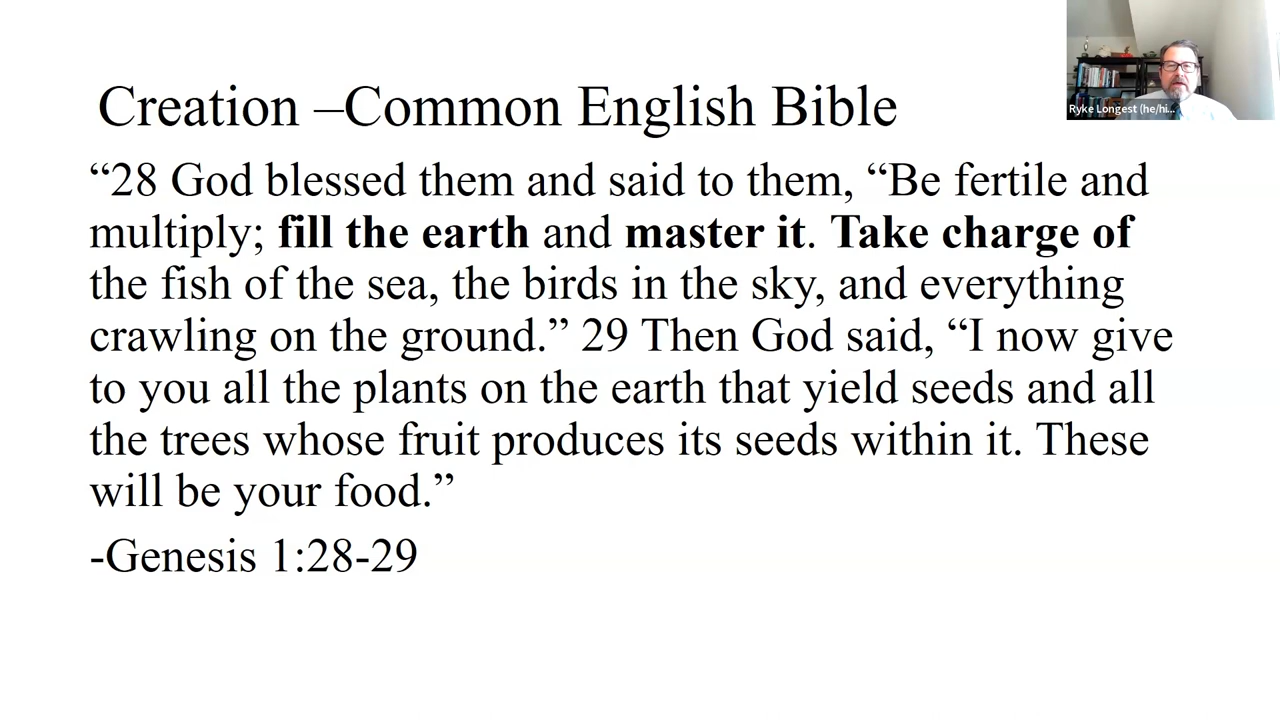 Creation –Common English Bible
“28 God blessed them and said to them, “Be fertile and
multiply; fill the earth and master it. Take charge of
the fish of the sea, the birds in the sky, and everything
crawling on the ground.” 29 Then God said, “I now give
to you all the plants on the earth that yield seeds and all
the trees whose fruit produces its seeds within it. These
will be your food.”
-Genesis 1:28-29
Ryke Longest (he/hi...